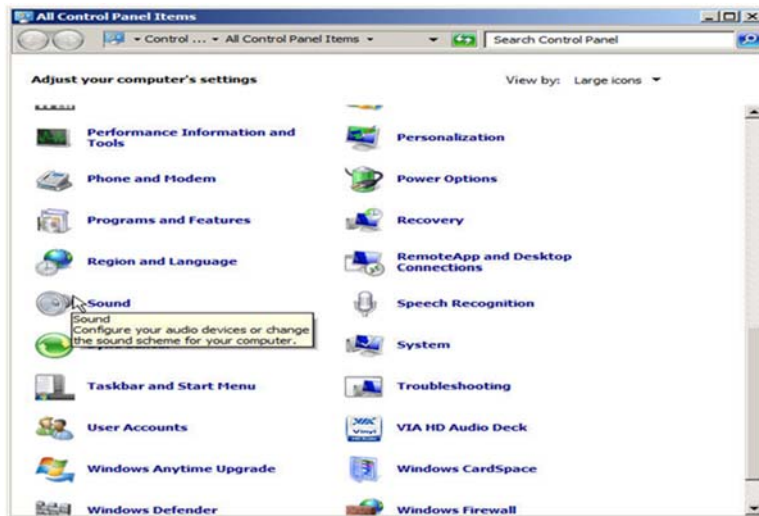 All Control Panel Items
Control ... All Control Panel Items
Search Control Panel
Adjust your computer's settings
View by: Large icons
Performance Information and
Tools
Personalization
Phone and Modem
Power Options
Programs and Features
Recovery
Region and Language
RemoteApp and Desktop
Connections
Sound
Speech Recognition
Sound
Configure your audio devices or change
the sound scheme for your computer.
System
Taskbar and Start Menu
Troubleshooting
User Accounts
VIA HD Audio Deck
Windows Anytime Upgrade
Windows CardSpace
Windows Defender
Windows Firewall